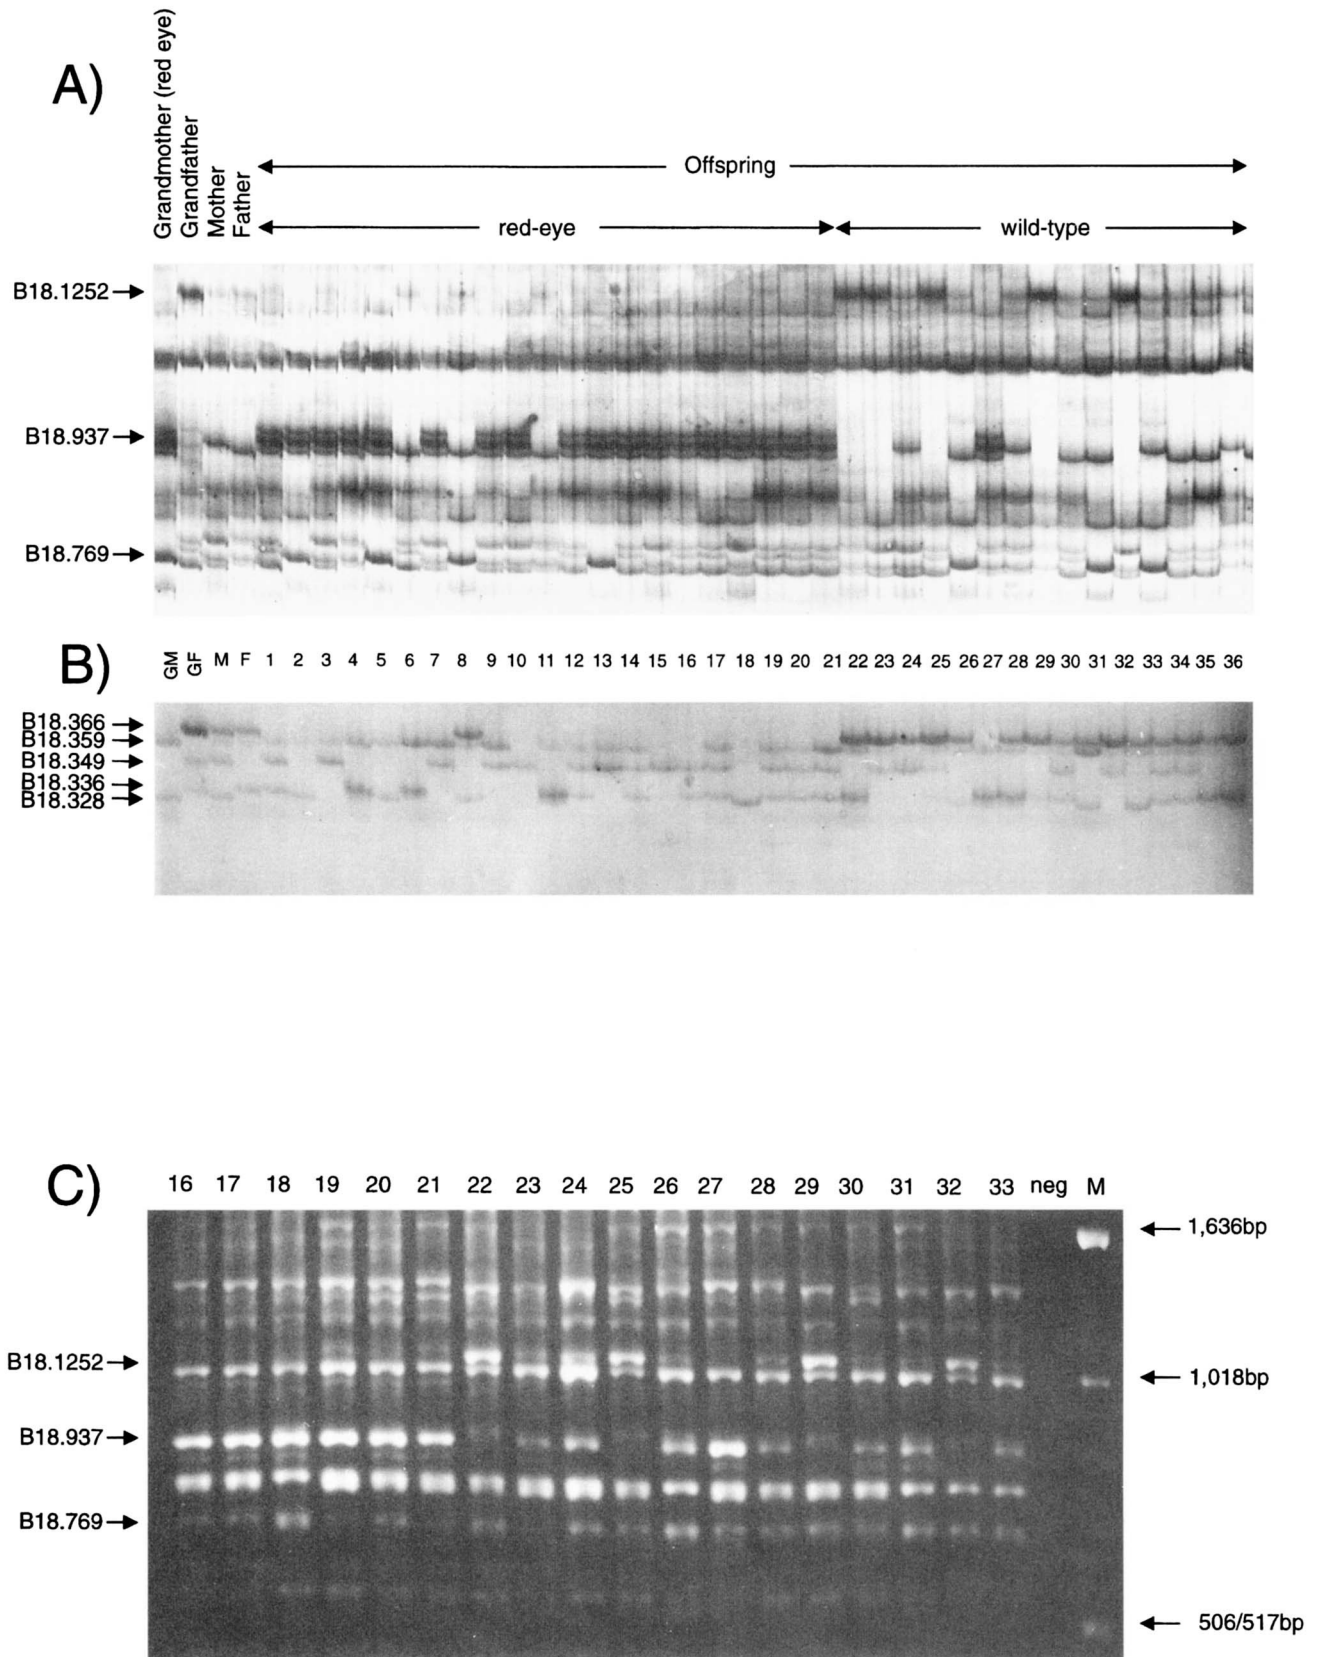 A)
Grandmother (red eye)
Grandfather
Mother
Father
Offspring
red-eye
wild-type
B18.1252
B18.937
B18.769
B)
GM GF M F 1 2 3 4 5 6 7 8 9 10 11 12 13 14 15 16 17 18 19 20 21 22 23 24 25 26 27 28 29 30 31 32 33 34 35 36
B18.366
B18.359
B18.349
B18.336
B18.328
C)
16 17 18 19 20 21 22 23 24 25 26 27 28 29 30 31 32 33 neg M
1,636bp
B18.1252
1,018bp
B18.937
B18.769
506/517bp